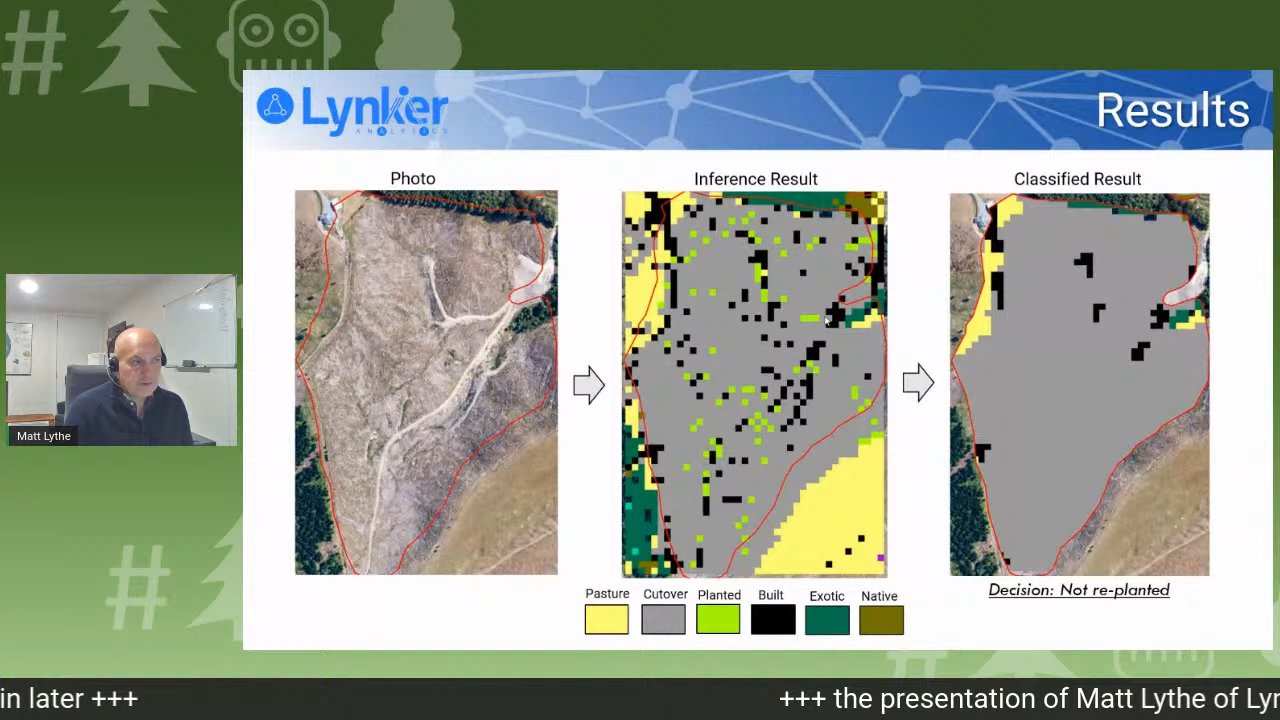 Lynker
ANALYTICS
Results
Photo
Inference Result
Classified Result
Matt Lythe
Decision: Not re-planted
Pasture
Cutover
Planted
Built
Exotic
Native
in later +++
+++ the presentation of Matt Lythe of Lyn